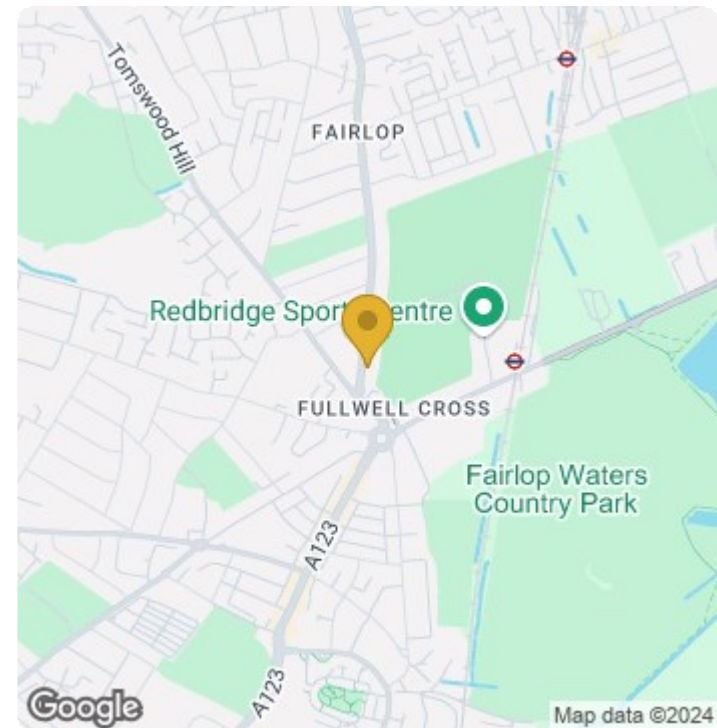 Tomswood Hill
FAIRLOP
Redbridge Sport entre
FULLWELL CROSS
Fairlop Waters
Country Park
A123
A123
Google
Map data ©2024